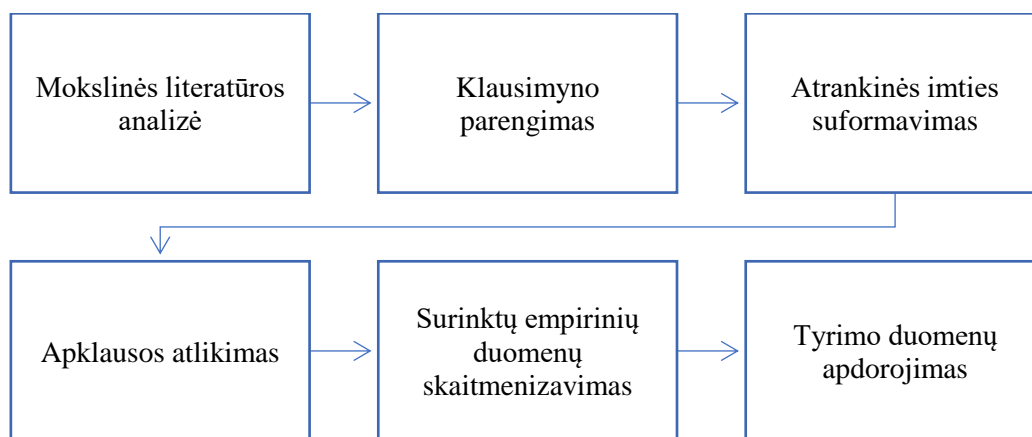 Mokslinės literatūros
analizė
Klausimyno
parengimas
Atrankinės imties
suformavimas
Apklausos atlikimas
Surinktų empirinių
duomenų
skaitmenizavimas
Tyrimo duomenų
apdorojimas